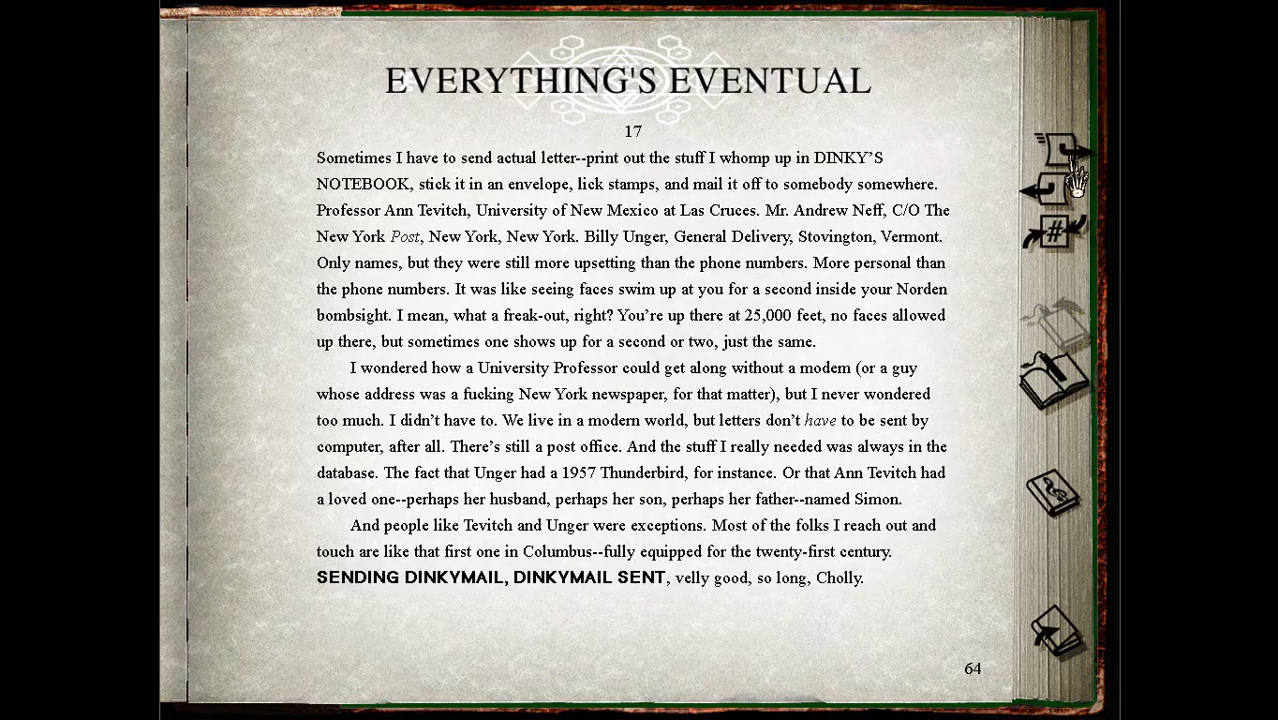 EVERYTHING'S EVENTUAL
17
Sometimes I have to send actual letter--print out the stuff I whomp up in DINKY’S
NOTEBOOK, stick it in an envelope, lick stamps, and mail it off to somebody somewhere.
Professor Ann Tevitch, University of New Mexico at Las Cruces. Mr. Andrew Neff, C/O The
New York Post, New York, New York. Billy Unger, General Delivery, Stovington, Vermont.
Only names, but they were still more upsetting than the phone numbers. More personal than
the phone numbers. It was like seeing faces swim up at you for a second inside your Norden
bombsight. I mean, what a freak-out, right? You’re up there at 25,000 feet, no faces allowed
up there, but sometimes one shows up for a second or two, just the same.
I wondered how a University Professor could get along without a modem (or a guy
whose address was a fucking New York newspaper, for that matter), but I never wondered
too much. I didn’t have to. We live in a modern world, but letters don’t have to be sent by
computer, after all. There’s still a post office. And the stuff I really needed was always in the
database. The fact that Unger had a 1957 Thunderbird, for instance. Or that Ann Tevitch had
a loved one--perhaps her husband, perhaps her son, perhaps her father--named Simon.
And people like Tevitch and Unger were exceptions. Most of the folks I reach out and
touch are like that first one in Columbus--fully equipped for the twenty-first century.
SENDING DINKYMAIL, DINKYMAIL SENT, velly good, so long, Cholly.
64
#